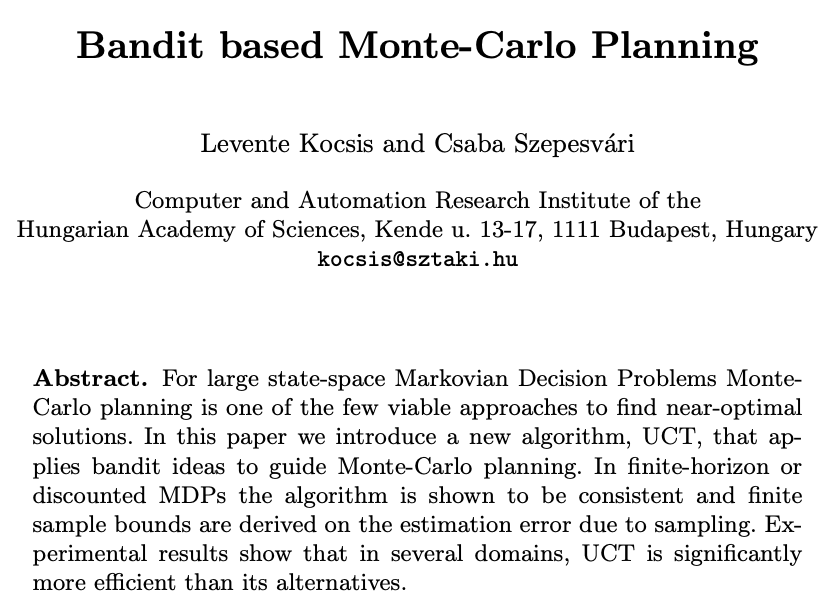 Bandit based Monte-Carlo Planning
Levente Kocsis and Csaba Szepesvári
Computer and Automation Research Institute of the
Hungarian Academy of Sciences, Kende u. 13-17, 1111 Budapest, Hungary
kocsis@sztaki.hu
Abstract. For large state-space Markovian Decision Problems Monte-
Carlo planning is one of the few viable approaches to find near-optimal
solutions. In this paper we introduce a new algorithm, UCT, that ap-
plies bandit ideas to guide Monte-Carlo planning. In finite-horizon or
discounted MDPs the algorithm is shown to be consistent and finite
sample bounds are derived on the estimation error due to sampling. Ex-
perimental results show that in several domains, UCT is significantly
more efficient than its alternatives.